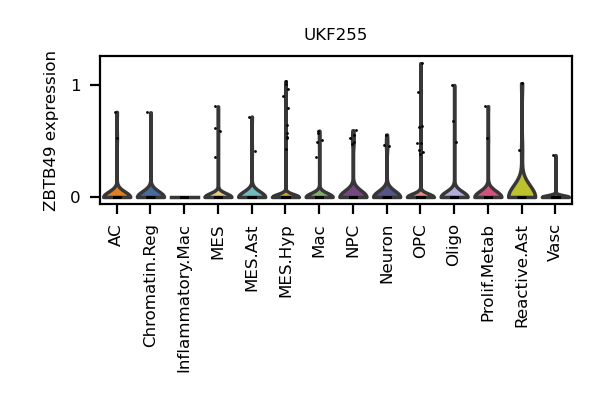 UKF255
ZBTB49 expression
1
0
AC
Chromatin.Reg
Inflammatory.Mac
MES
MES.Ast
MES.Hyp
Mac
NPC
Neuron
OPC
Oligo
Prolif.Metab
Reactive.Ast
Vasc